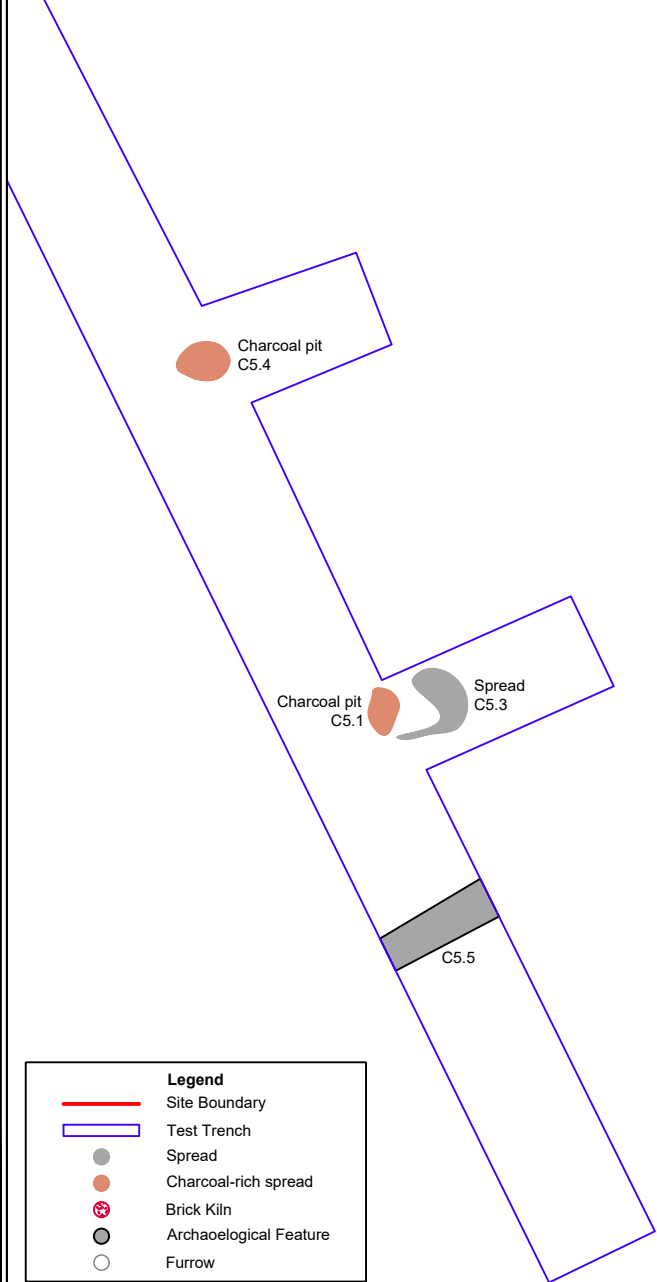 Charcoal pit
C5.4
Charcoal pit
C5.1
Spread
C5.3
C5.5
Legend
Site Boundary
Test Trench
Spread
Charcoal-rich spread
Brick Kiln
Archaelogical Feature
Furrow